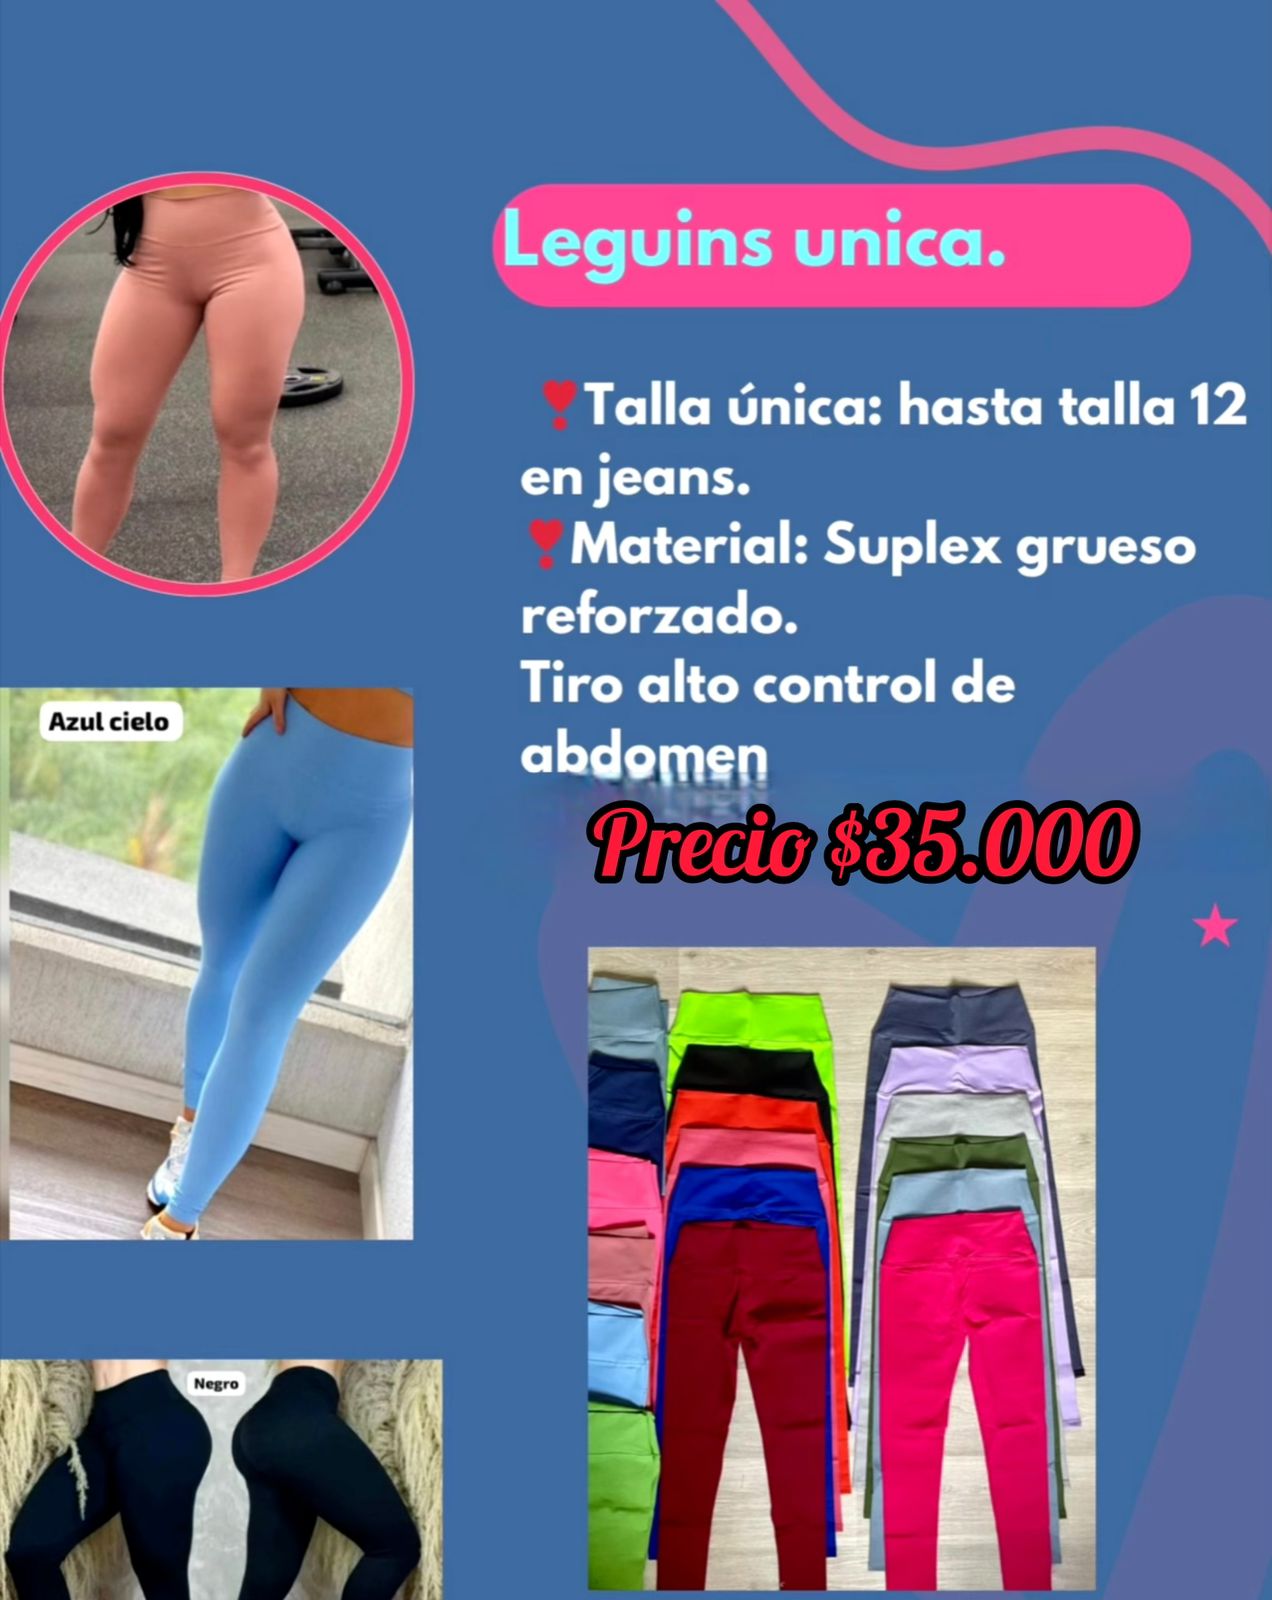 Leguins unica.
❣Talla única: hasta talla 12
en jeans.
❣Material: Suplex grueso
reforzado.
Tiro alto control de
abdomen
Precio $35.000
Azul cielo
Negro